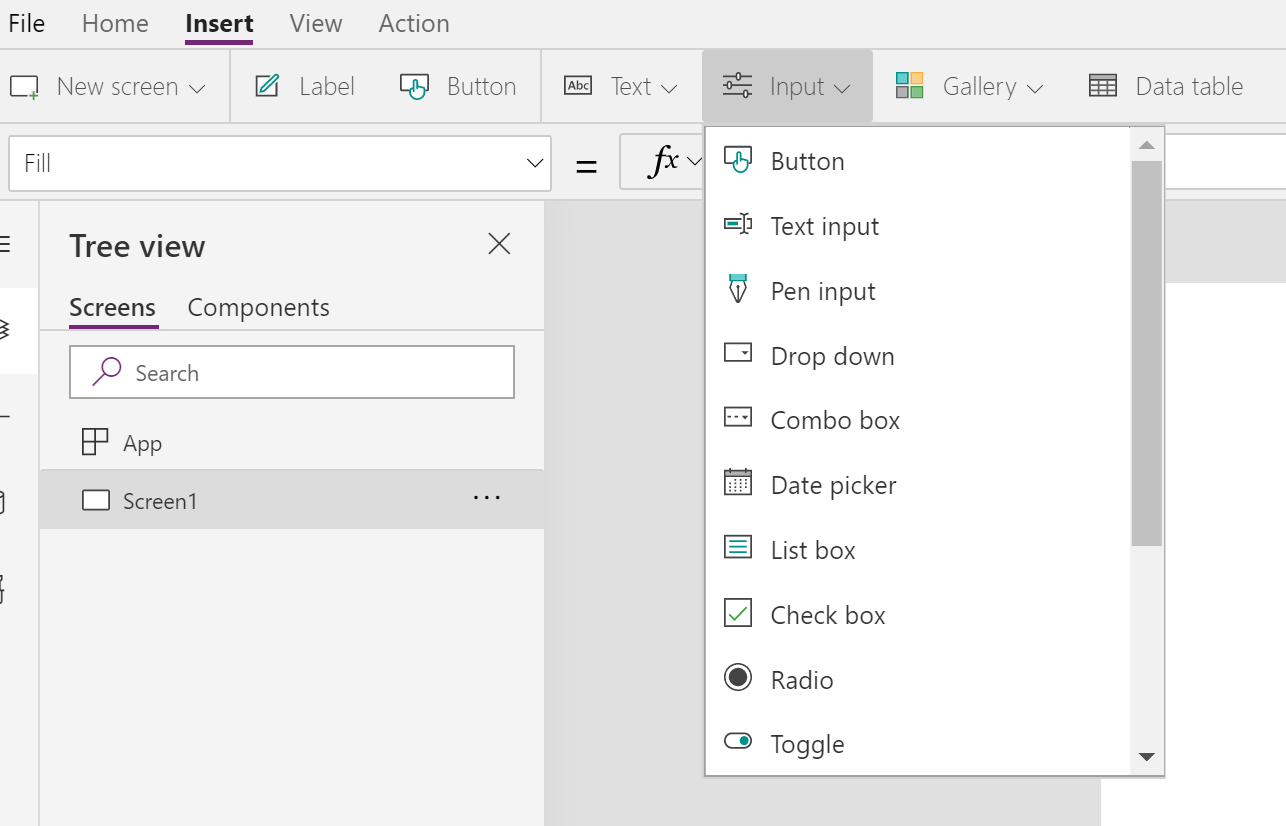 File Home Insert View Action
New screen Label Button Abc Text Input Gallery Data table
Fill = fx
Button
Text input
Pen input
Drop down
Combo box
Date picker
List box
Check box
Radio
Toggle
Tree view
Screens Components
Search
App
Screen1 ...